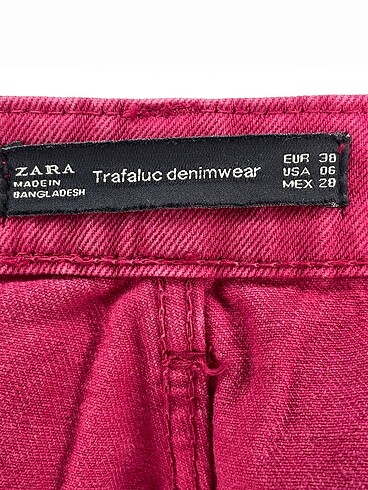 ZARA
MADE IN
BANGLADESH
Trafaluc denimwear
EUR 38
USA 06
MEX 28